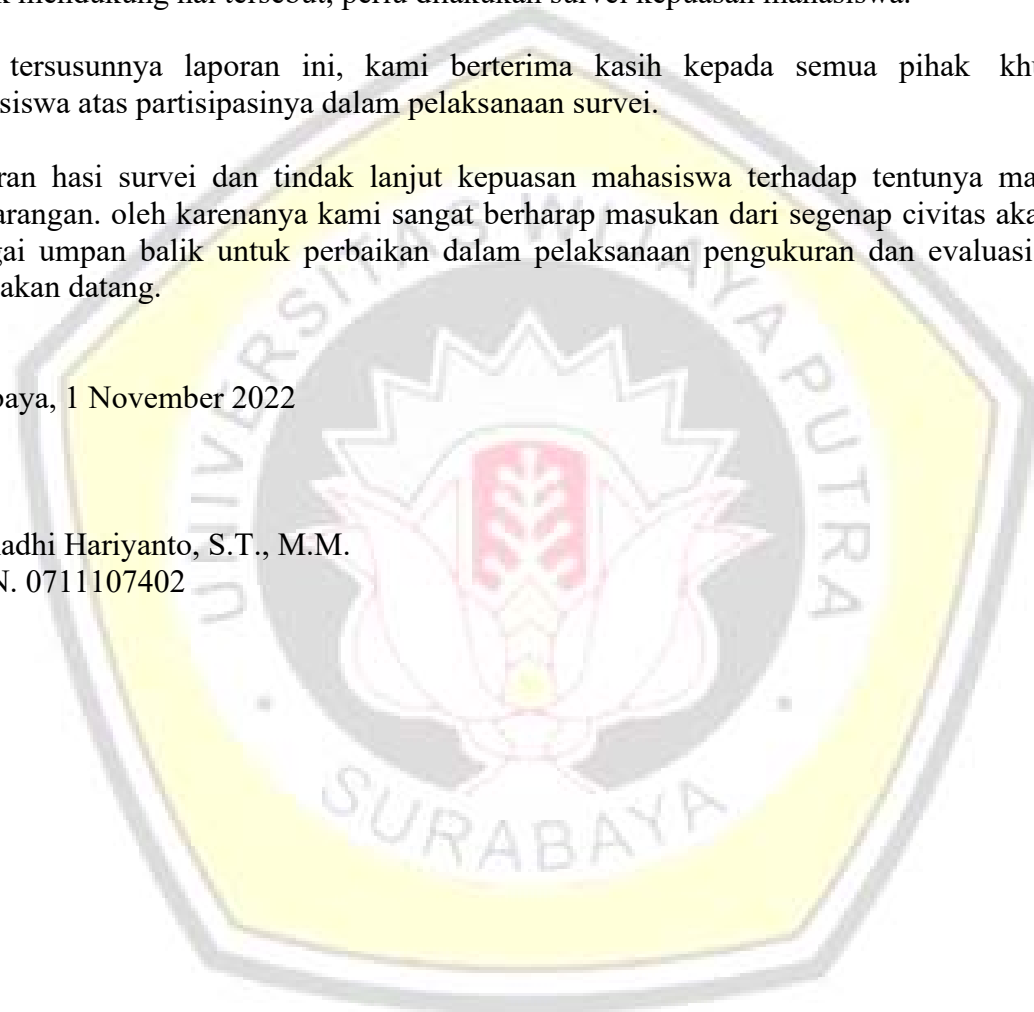 mendukung hal tersebut, perlu dilakukan survei kepuasan mahasiswa.
tersusunnya laporan ini, kami berterima kasih kepada semua pihak khu
siswa atas partisipasinya dalam pelaksanaan survei.
ran hasi survei dan tindak lanjut kepuasan mahasiswa terhadap tentunya ma
arangan. oleh karenanya kami sangat berharap masukan dari segenap civitas aka
gai umpan balik untuk perbaikan dalam pelaksanaan pengukuran dan evaluasi
akan datang.
baya, 1 November 2022
adhi Hariyanto, S.T., M.M.
N. 0711107402
UNIVERSITAS WIJAYA PUTRA
SURABAYA